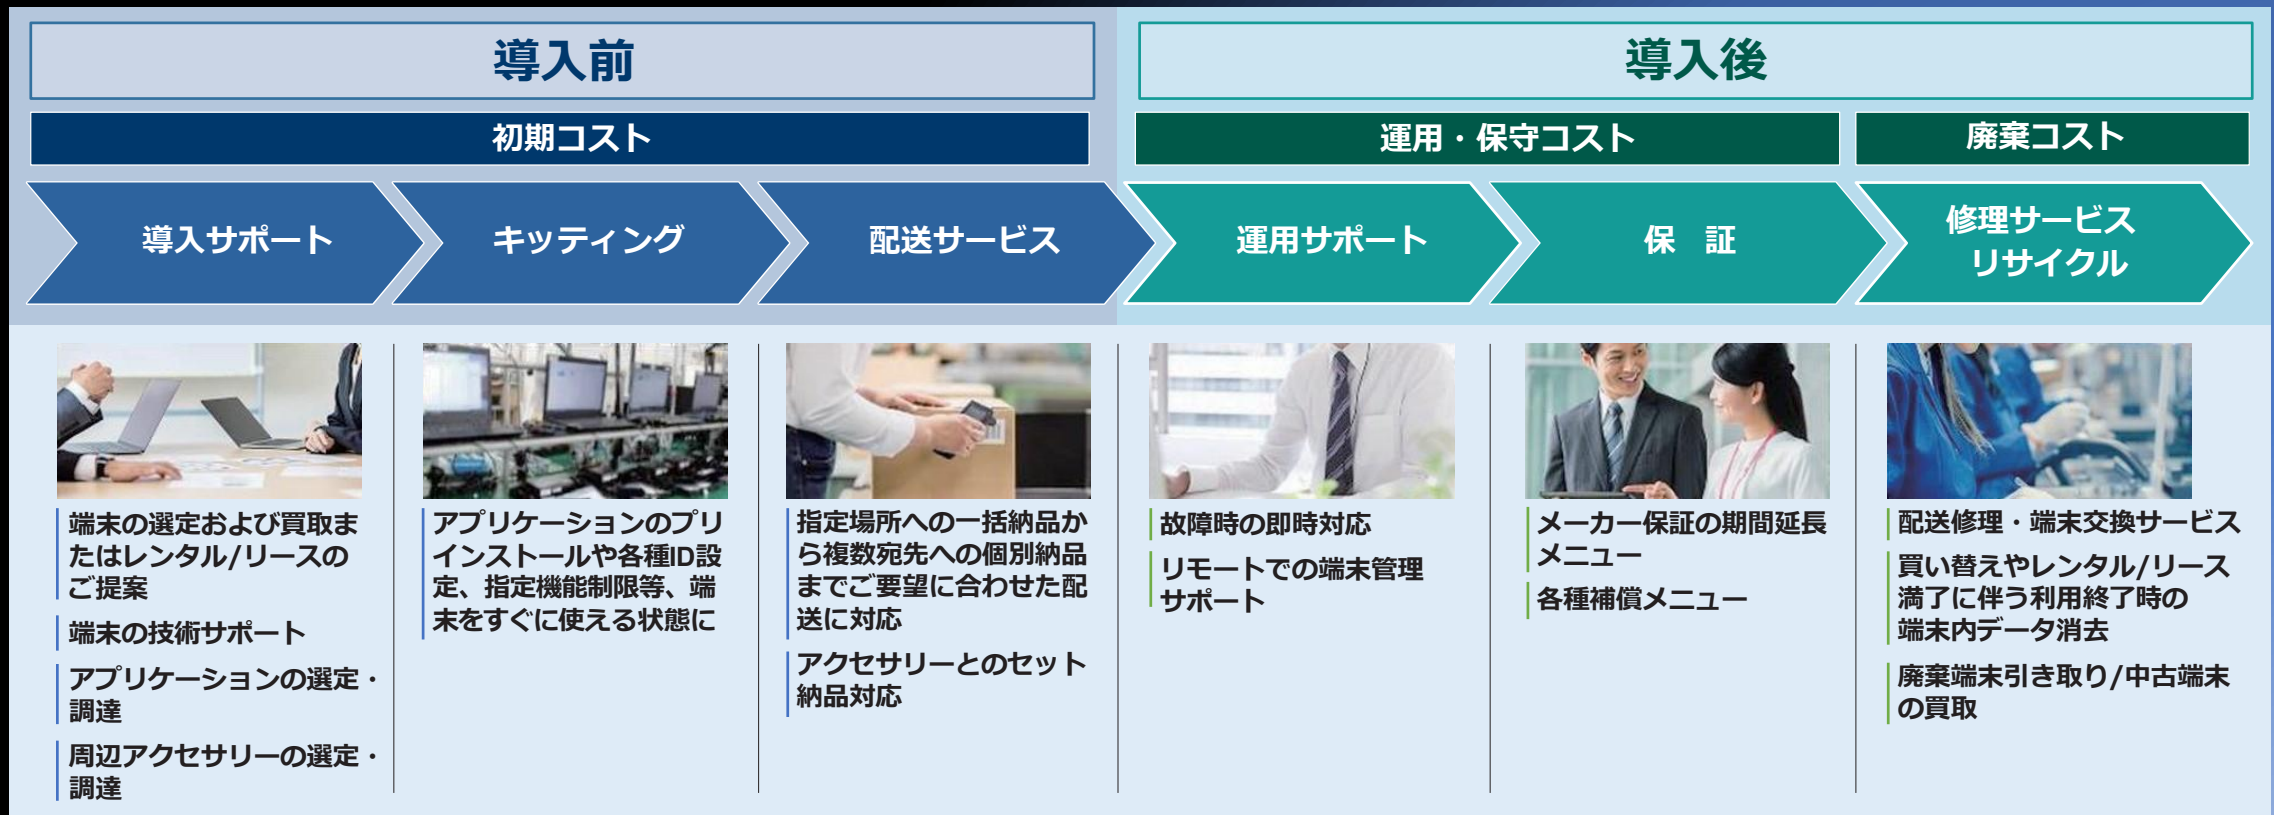 導入前
導入後
初期コスト
運用・保守コスト
廃棄コスト
導入サポート
キッティング
配送サービス
運用サポート
保　証
修理サービス
リサイクル
端末の選定および買取ま
たはレンタル/リースの
ご提案
端末の技術サポート
アプリケーションの選定・
調達
周辺アクセサリーの選定・
調達
アプリケーションのプリ
インストールや各種ID設
定、指定機能制限等、端
末をすぐに使える状態に
指定場所への一括納品か
ら複数宛先への個別納品
までご要望に合わせた配
送に対応
アクセサリーとのセット
納品対応
故障時の即時対応
リモートでの端末管理
サポート
メーカー保証の期間延長
メニュー
各種補償メニュー
配送修理・端末交換サービス
買い替えやレンタル/リース
満了に伴う利用終了時の
端末内データ消去
廃棄端末引き取り/中古端末
の買取